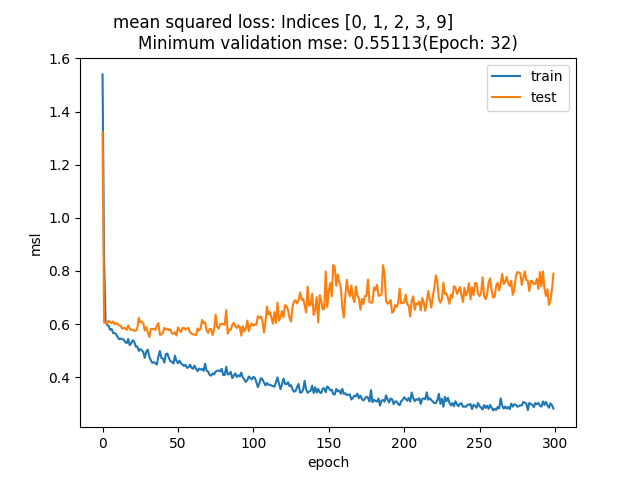 mean squared loss: Indices [0, 1, 2, 3, 9]
Minimum validation mse: 0.55113(Epoch: 32)
train
test
1.6
1.4
1.2
1.0
0.8
0.6
0.4
msl
0 50 100 150 200 250 300
epoch